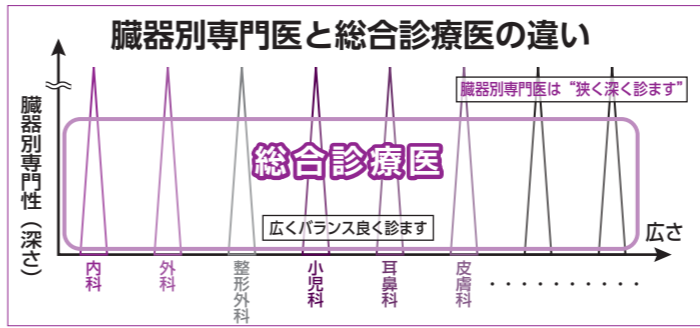 臓器別専門医と総合診療医の違い
臓器別専門医は“狭く深く診ます”
臓器別専門性（深さ）
総合診療医
広くバランス良く診ます
広さ
内科
外科
整形外科
小児科
耳鼻科
皮膚科
・・・・・・・・・・